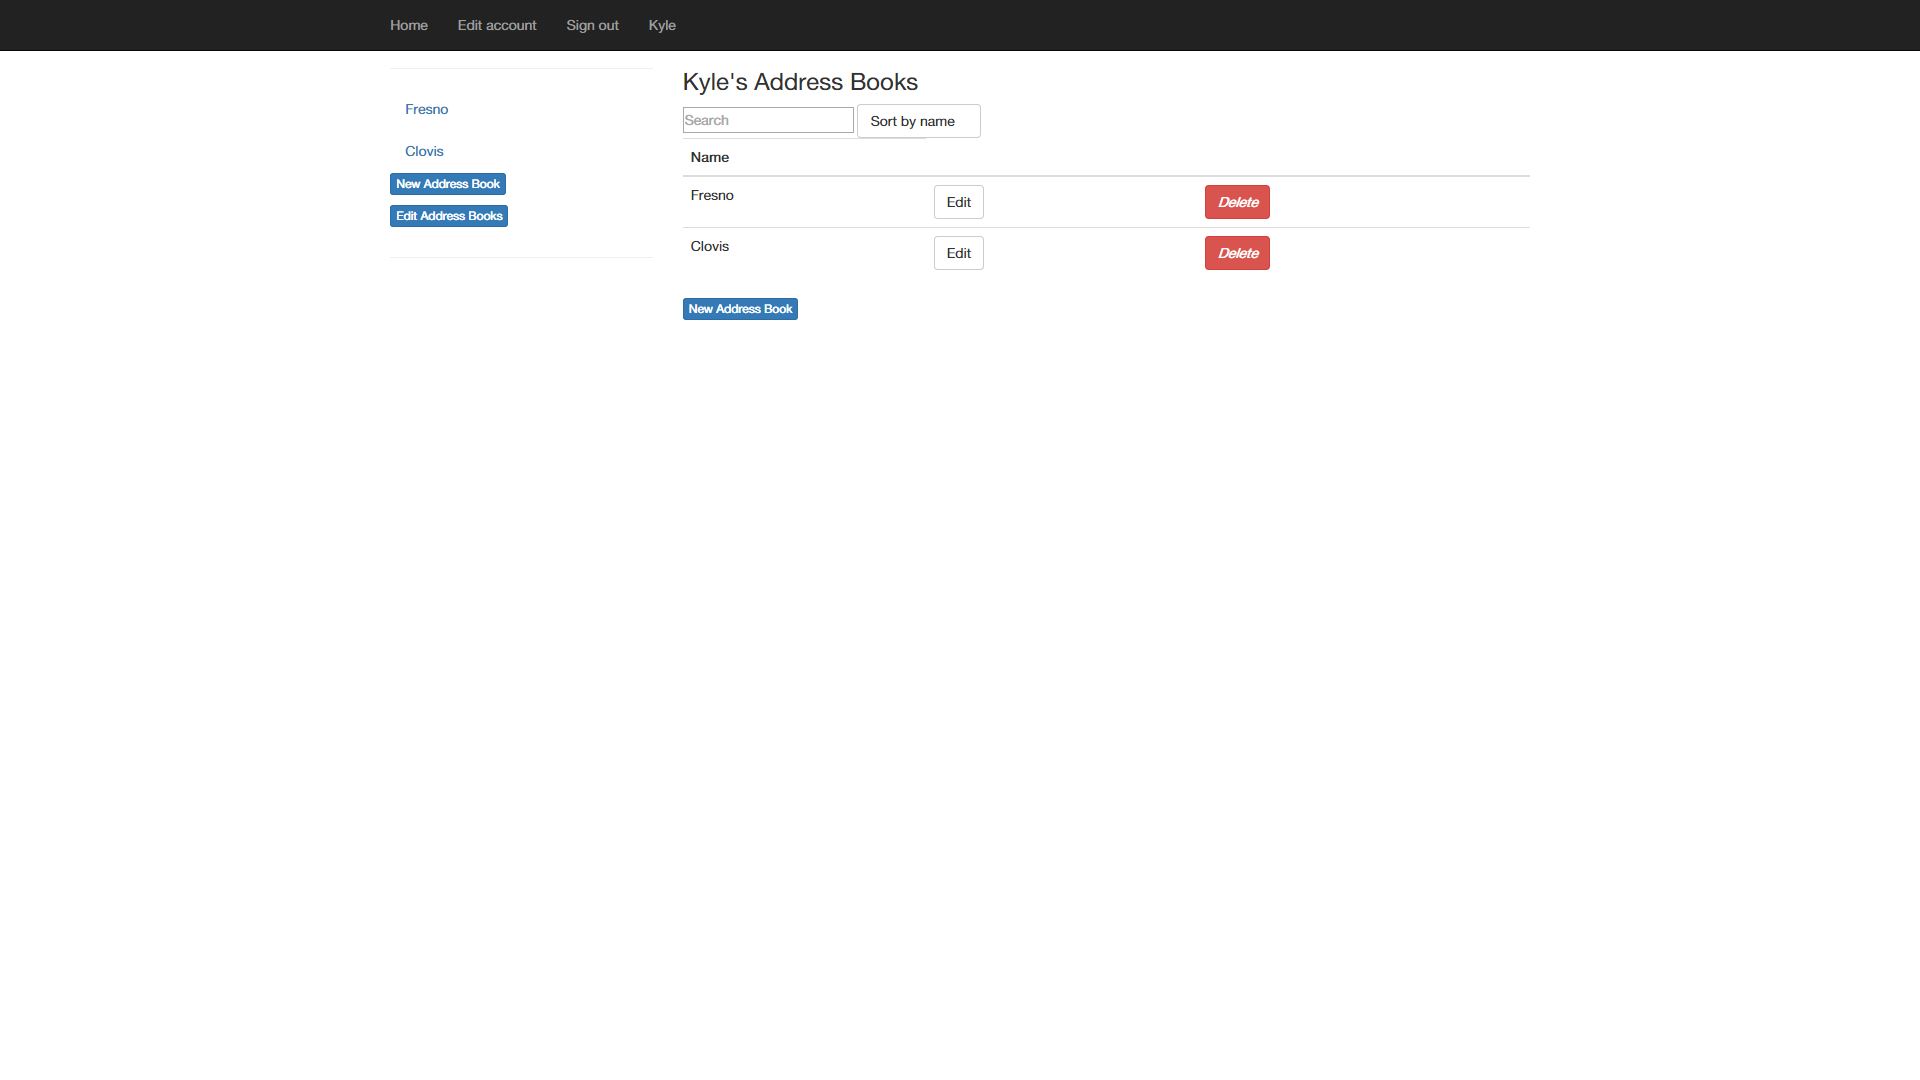 Home Edit account Sign out Kyle
Fresno
Clovis
New Address Book
Edit Address Books
Kyle's Address Books
Search Sort by name
Name
Fresno Edit Delete
Clovis Edit Delete
New Address Book